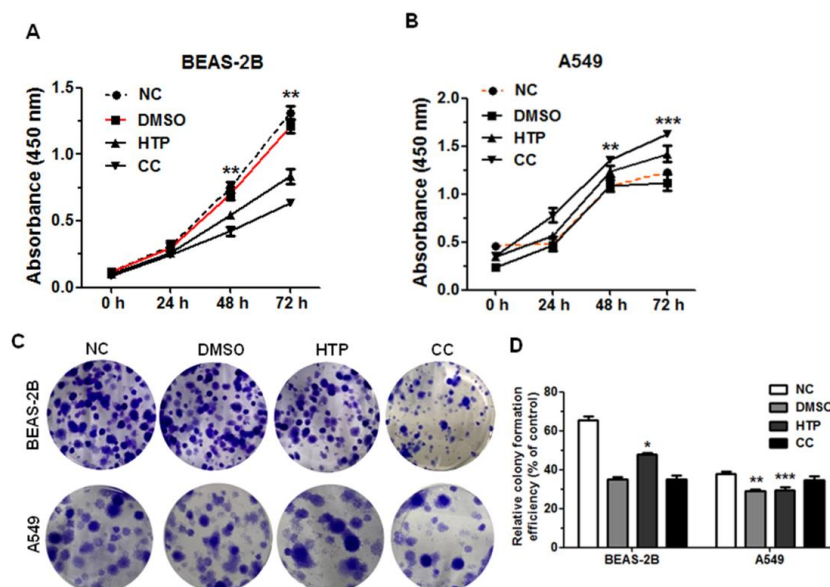 A
BEAS-2B
NC
DMSO
HTP
CC
Absorbance (450 nm)
1.5
1.0
0.5
0.0
**
**
0 h 24 h 48 h 72 h
B
A549
NC
DMSO
HTP
CC
Absorbance (450 nm)
2.0
1.5
1.0
0.5
0.0
**
***
0 h 24 h 48 h 72 h
C
NC DMSO HTP CC
BEAS-2B
A549
D
NC
DMSO
HTP
CC
Relative colony formation
efficiency (% of control)
80
60
40
20
0
*
** ***
BEAS-2B A549